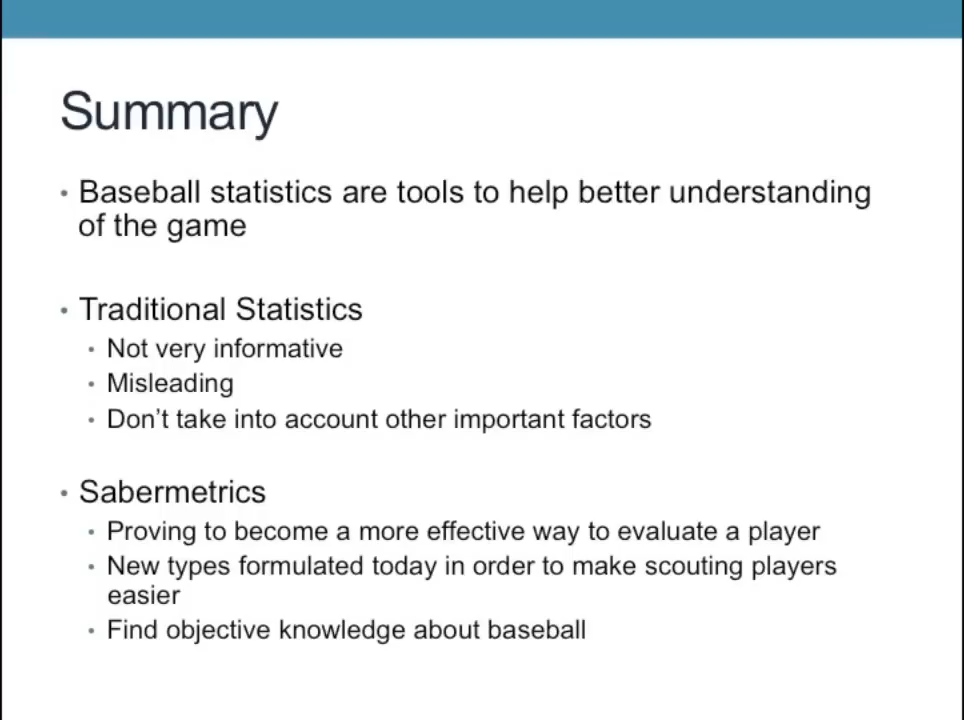 Summary
• Baseball statistics are tools to help better understanding
of the game
• Traditional Statistics
• Not very informative
• Misleading
• Don’t take into account other important factors
• Sabermetrics
• Proving to become a more effective way to evaluate a player
• New types formulated today in order to make scouting players
easier
• Find objective knowledge about baseball